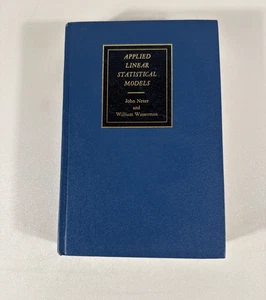 APPLIED
LINEAR
STATISTICAL
MODELS
John Neter
and
William Wasserman